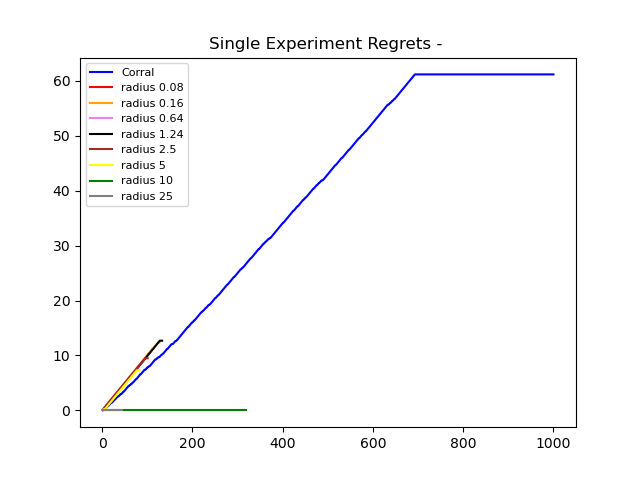 Single Experiment Regrets -
Corral
radius 0.08
radius 0.16
radius 0.64
radius 1.24
radius 2.5
radius 5
radius 10
radius 25
60
50
40
30
20
10
0
0 200 400 600 800 1000